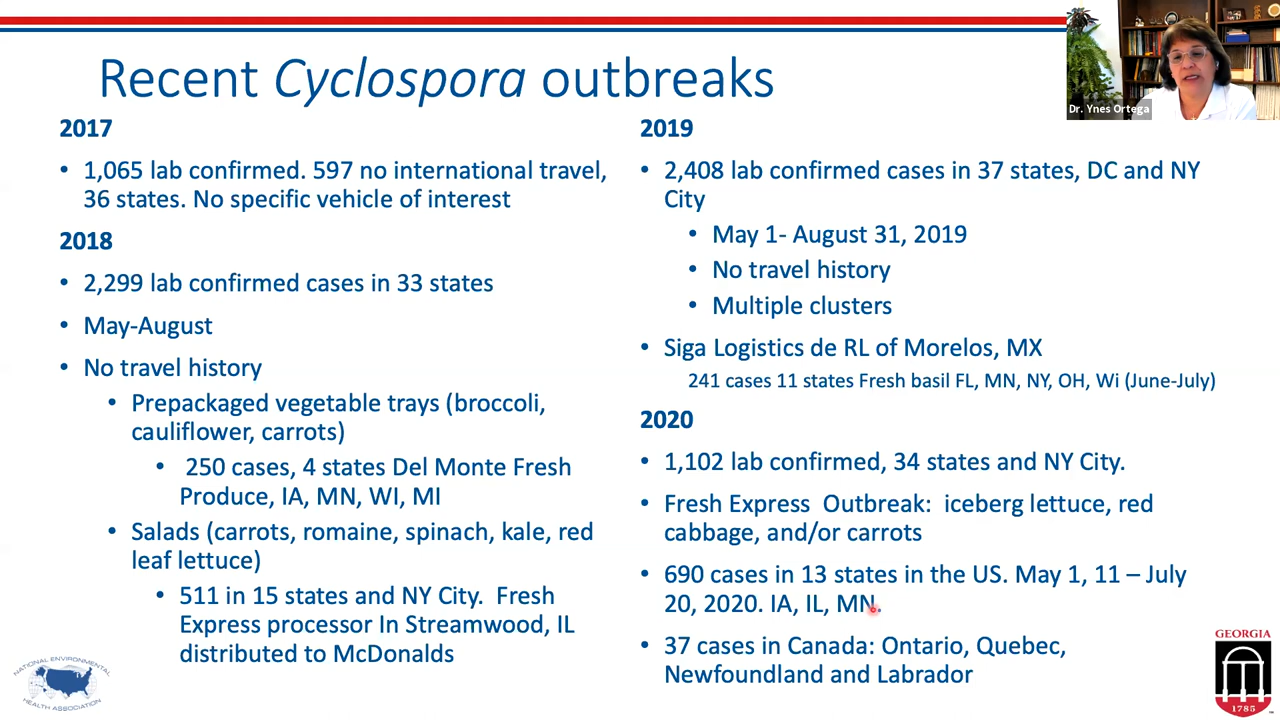 Recent Cyclospora outbreaks
2017
• 1,065 lab confirmed. 597 no international travel,
36 states. No specific vehicle of interest
2018
• 2,299 lab confirmed cases in 33 states
• May-August
• No travel history
• Prepackaged vegetable trays (broccoli,
cauliflower, carrots)
• 250 cases, 4 states Del Monte Fresh
Produce, IA, MN, WI, MI
• Salads (carrots, romaine, spinach, kale, red
leaf lettuce)
• 511 in 15 states and NY City. Fresh
Express processor In Streamwood, IL
distributed to McDonalds
2019
• 2,408 lab confirmed cases in 37 states, DC and NY
City
• May 1- August 31, 2019
• No travel history
• Multiple clusters
• Siga Logistics de RL of Morelos, MX
241 cases 11 states Fresh basil FL, MN, NY, OH, Wi (June-July)
2020
• 1,102 lab confirmed, 34 states and NY City.
• Fresh Express Outbreak: iceberg lettuce, red
cabbage, and/or carrots
• 690 cases in 13 states in the US. May 1, 11 – July
20, 2020. IA, IL, MN.
• 37 cases in Canada: Ontario, Quebec,
Newfoundland and Labrador
Dr. Ynes Ortega
NATIONAL ENVIRONMENTAL
HEALTH ASSOCIATION
GEORGIA
1785